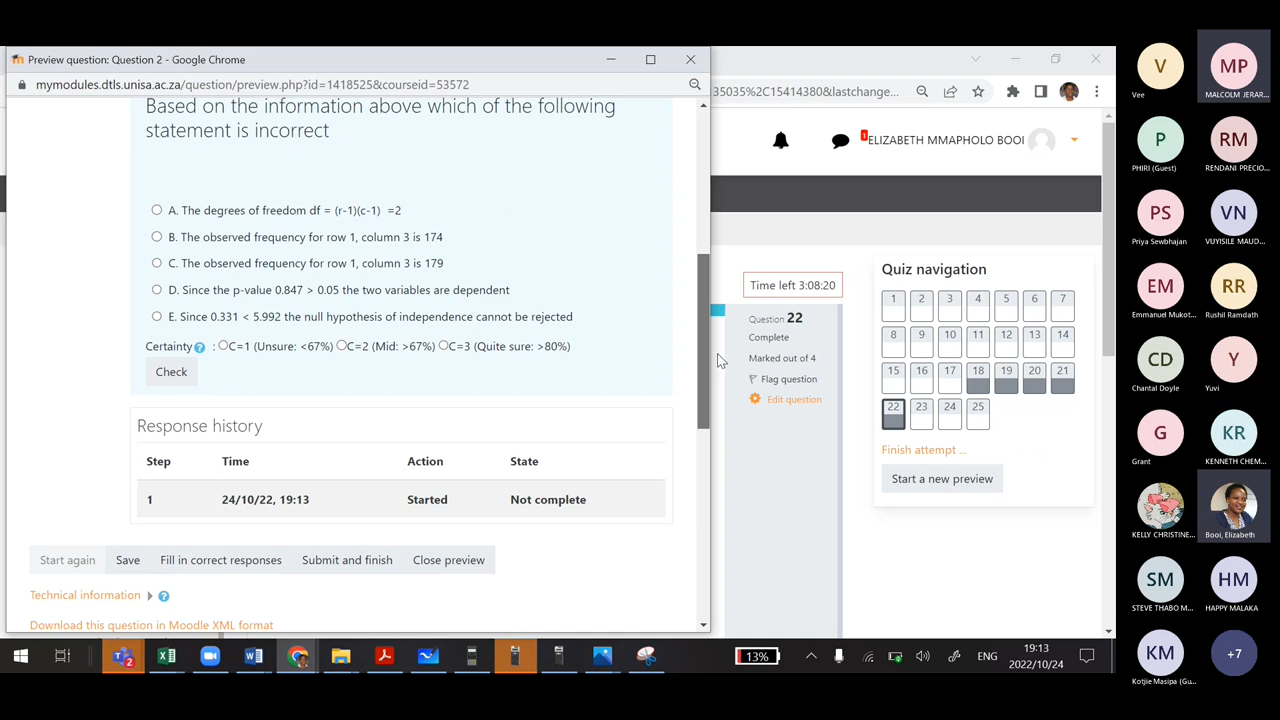 Preview question: Question 2 - Google Chrome
mymodules.dtls.unisa.ac.za/question/preview.php?id=1418525&courseid=53572
35035%2C15414380&lastchange...
1
ELIZABETH MMAPHOLO BOOI
Based on the information above which of the following
statement is incorrect
A. The degrees of freedom df = (r-1)(c-1) =2
B. The observed frequency for row 1, column 3 is 174
C. The observed frequency for row 1, column 3 is 179
D. Since the p-value 0.847 > 0.05 the two variables are dependent
E. Since 0.331 < 5.992 the null hypothesis of independence cannot be rejected
Certainty ? : C=1 (Unsure: <67%) C=2 (Mid: >67%) C=3 (Quite sure: >80%)
Check
Response history
Step Time Action State
1 24/10/22, 19:13 Started Not complete
Start again Save Fill in correct responses Submit and finish Close preview
Technical information ?
Download this question in Moodle XML format
Time left 3:08:20
Question 22
Complete
Marked out of 4
Flag question
Edit question
Quiz navigation
1 2 3 4 5 6 7
8 9 10 11 12 13 14
15 16 17 18 19 20 21
22 23 24 25
Finish attempt ...
Start a new preview
2
13%
ENG
19:13
2022/10/24
V MP
Vee MALCOLM JERAR...
P RM
PHIRI (Guest) RENDANI PRECIO...
PS VN
Priya Sewbhajan VUYISILE MAUD...
EM RR
Emmanuel Mukot... Rushil Ramdath
CD Y
Chantal Doyle Yuvi
G KR
Grant KENNETH CHEM...
KELLY CHRISTINE... Booi, Elizabeth
SM HM
STEVE THABO M... HAPPY MALAKA
KM +7
Kotjie Masipa (Gu...